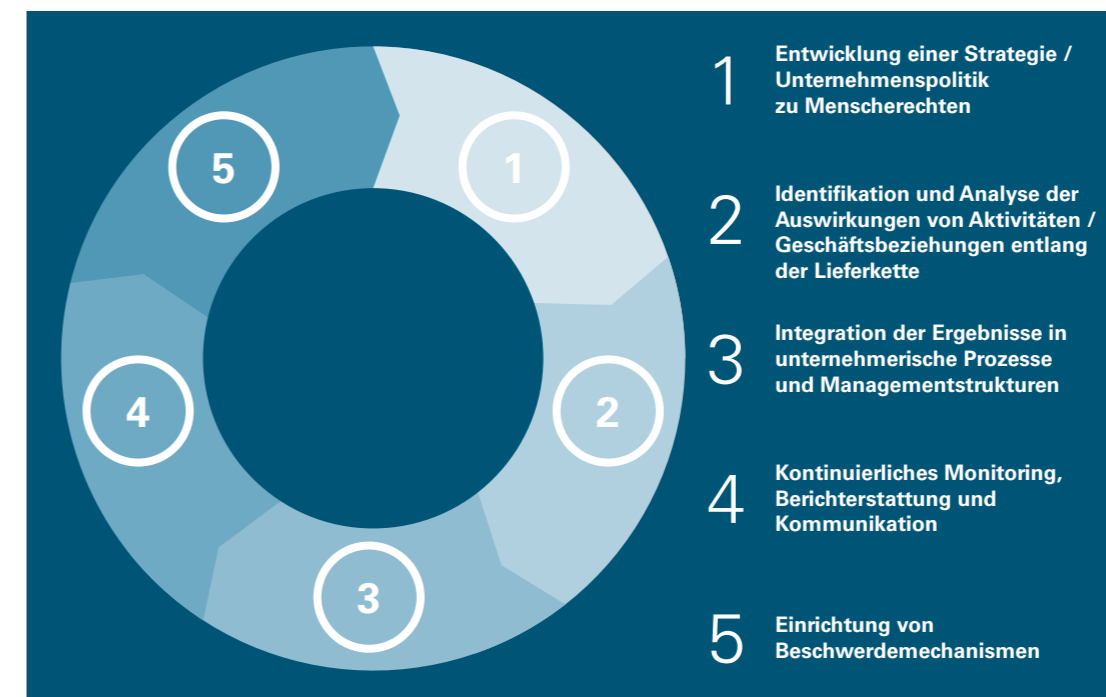 1
Entwicklung einer Strategie /
Unternehmenspolitik
zu Menscherechten
2
Identifikation und Analyse der
Auswirkungen von Aktivitäten /
Geschäftsbeziehungen entlang
der Lieferkette
3
Integration der Ergebnisse in
unternehmerische Prozesse
und Managementstrukturen
4
Kontinuierliches Monitoring,
Berichterstattung und
Kommunikation
5
Einrichtung von
Beschwerdemechanismen
1
2
3
4
5